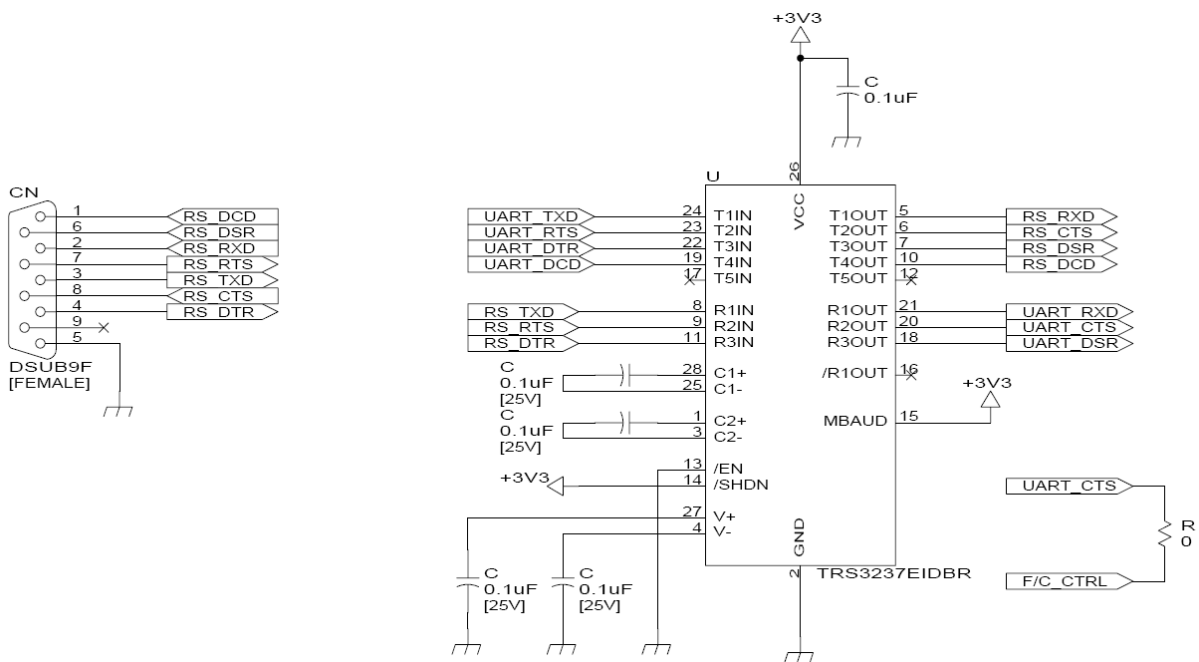 +3V3
C
0.1uF
CN
1 RS_DCD
6 RS_DSR
2 RS_RXD
7 RS_RTS
3 RS_TXD
8 RS_CTS
4 RS_DTR
9
5
DSUB9F
[FEMALE]
U
26
VCC
UART_TXD 24 T1IN T1OUT 5 RS_RXD
UART_RTS 23 T2IN T2OUT 6 RS_CTS
UART_DTR 22 T3IN T3OUT 7 RS_DSR
UART_DCD 19 T4IN T4OUT 10 RS_DCD
17 T5IN T5OUT 12
RS_TXD 8 R1IN R1OUT 21 UART_RXD
RS_RTS 9 R2IN R2OUT 20 UART_CTS
RS_DTR 11 R3IN R3OUT 18 UART_DSR
C
0.1uF
[25V]
28 C1+ /R1OUT 16
25 C1-
C
0.1uF
[25V]
1 C2+ MBAUD 15 +3V3
3 C2-
13 /EN
+3V3 14 /SHDN
27 V+
4 V-
GND
2
TRS3237EIDBR
C
0.1uF
[25V]
C
0.1uF
[25V]
UART_CTS
R
0
F/C_CTRL